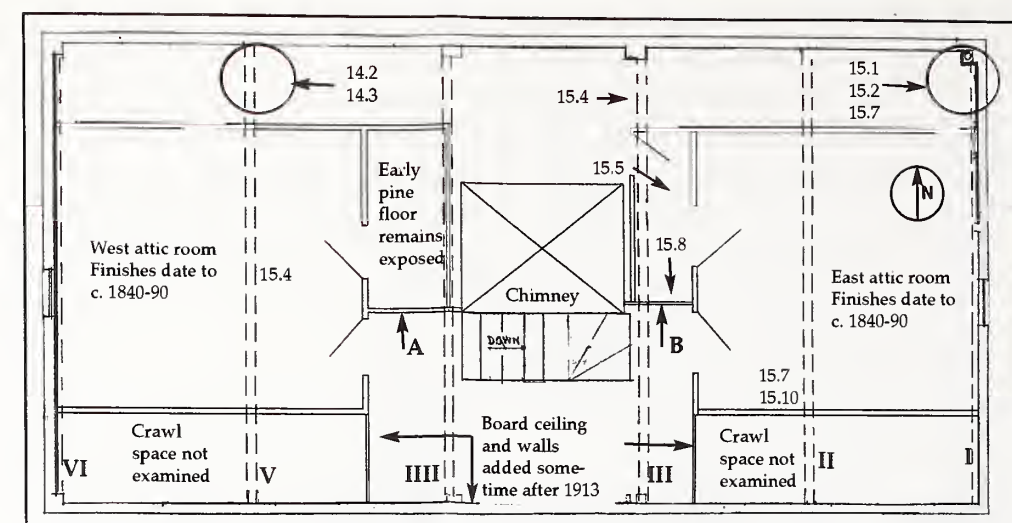 14.2
14.3
15.4
15.1
15.2
15.7
15.5
Early
pine
floor
remains
exposed
N
West attic room
Finishes date to
c. 1840-90
15.4
15.8
East attic room
Finishes date to
c. 1840-90
Chimney
A
DOWN
B
15.7
15.10
Crawl
space not
examined
Board ceiling
and walls
added some-
time after 1913
Crawl
space not
examined
VI
V
IIII
III
II
I